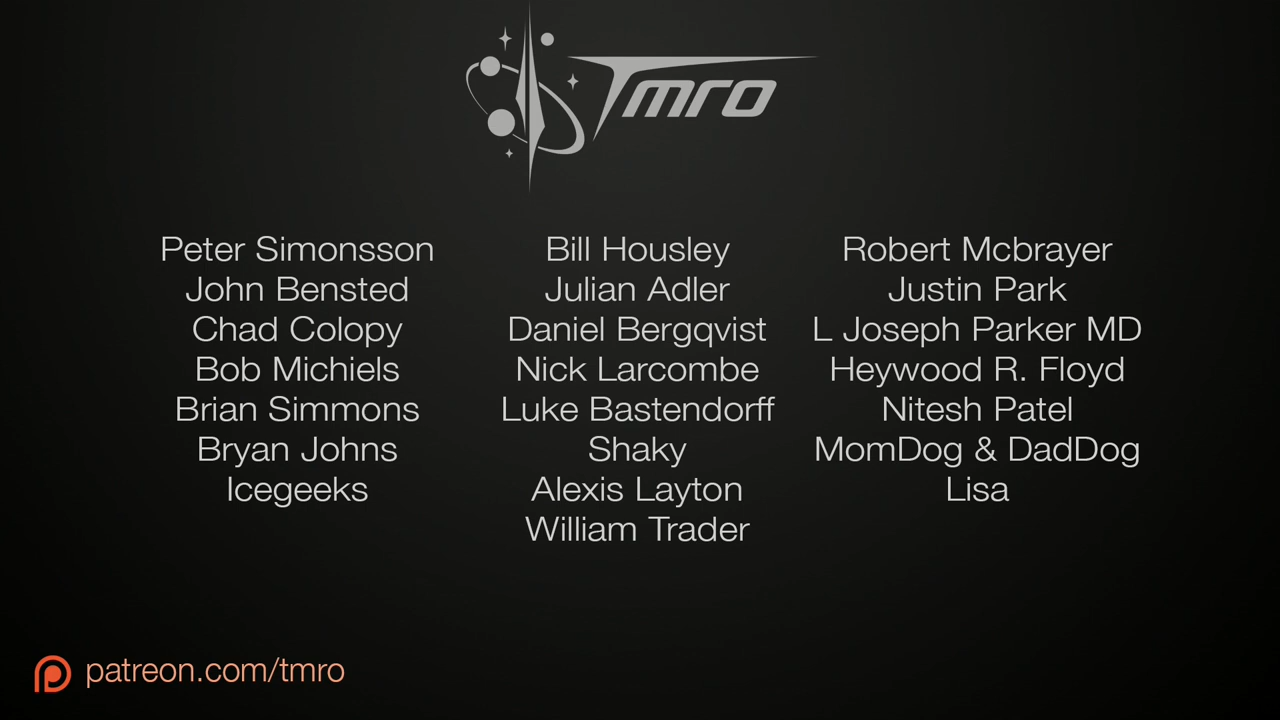 Tmro
Peter Simonsson
John Bensted
Chad Colopy
Bob Michiels
Brian Simmons
Bryan Johns
Icegeeks
Bill Housley
Julian Adler
Daniel Bergqvist
Nick Larcombe
Luke Bastendorff
Shaky
Alexis Layton
William Trader
Robert Mcbrayer
Justin Park
L Joseph Parker MD
Heywood R. Floyd
Nitesh Patel
MomDog & DadDog
Lisa
patreon.com/tmro